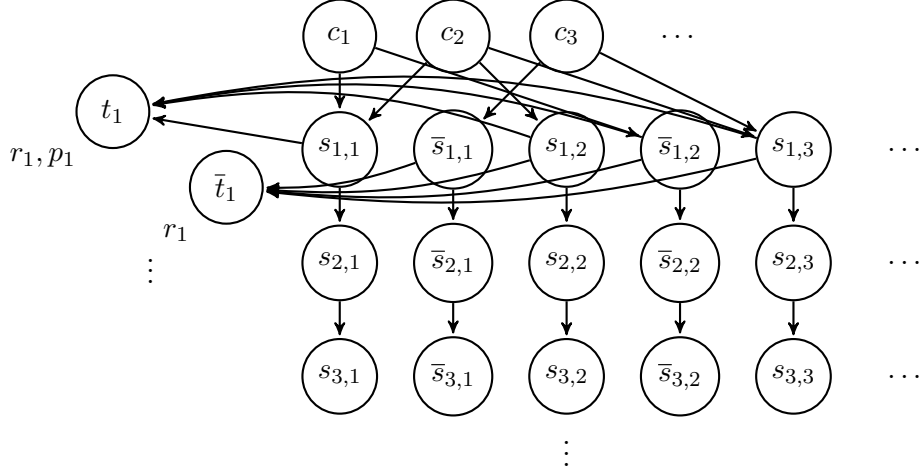 c₁ c₂ c₃ ⋯
t₁
r₁, p₁
s₁,₁ s̅₁,₁ s₁,₂ s̅₁,₂ s₁,₃ ⋯
t̄₁
r₁
⋮
s₂,₁ s̅₂,₁ s₂,₂ s̅₂,₂ s₂,₃ ⋯
s₃,₁ s̅₃,₁ s₃,₂ s̅₃,₂ s₃,₃ ⋯
⋮